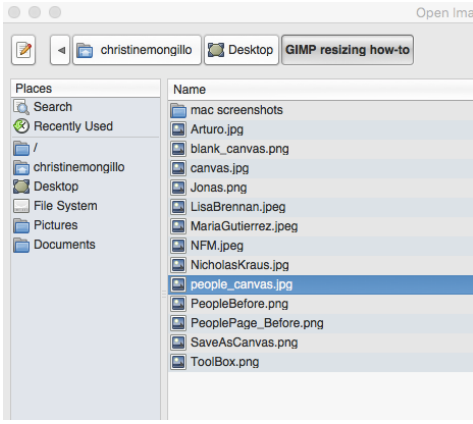 Open Ima
christinemongillo Desktop GIMP resizing how-to
Places
Search
Recently Used
/
christinemongillo
Desktop
File System
Pictures
Documents
Name
mac screenshots
Arturo.jpg
blank_canvas.png
canvas.jpg
Jonas.png
LisaBrennan.jpeg
MariaGutierrez.jpeg
NFM.jpeg
NicholasKraus.jpg
people_canvas.jpg
PeopleBefore.png
PeoplePage_Before.png
SaveAsCanvas.png
ToolBox.png